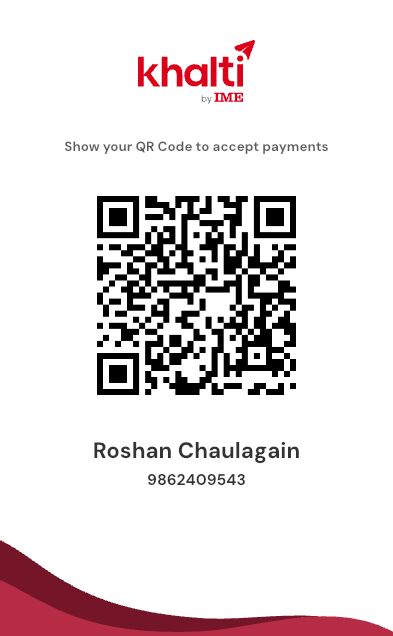 khalti
by IME
Show your QR Code to accept payments
Roshan Chaulagain
9862409543